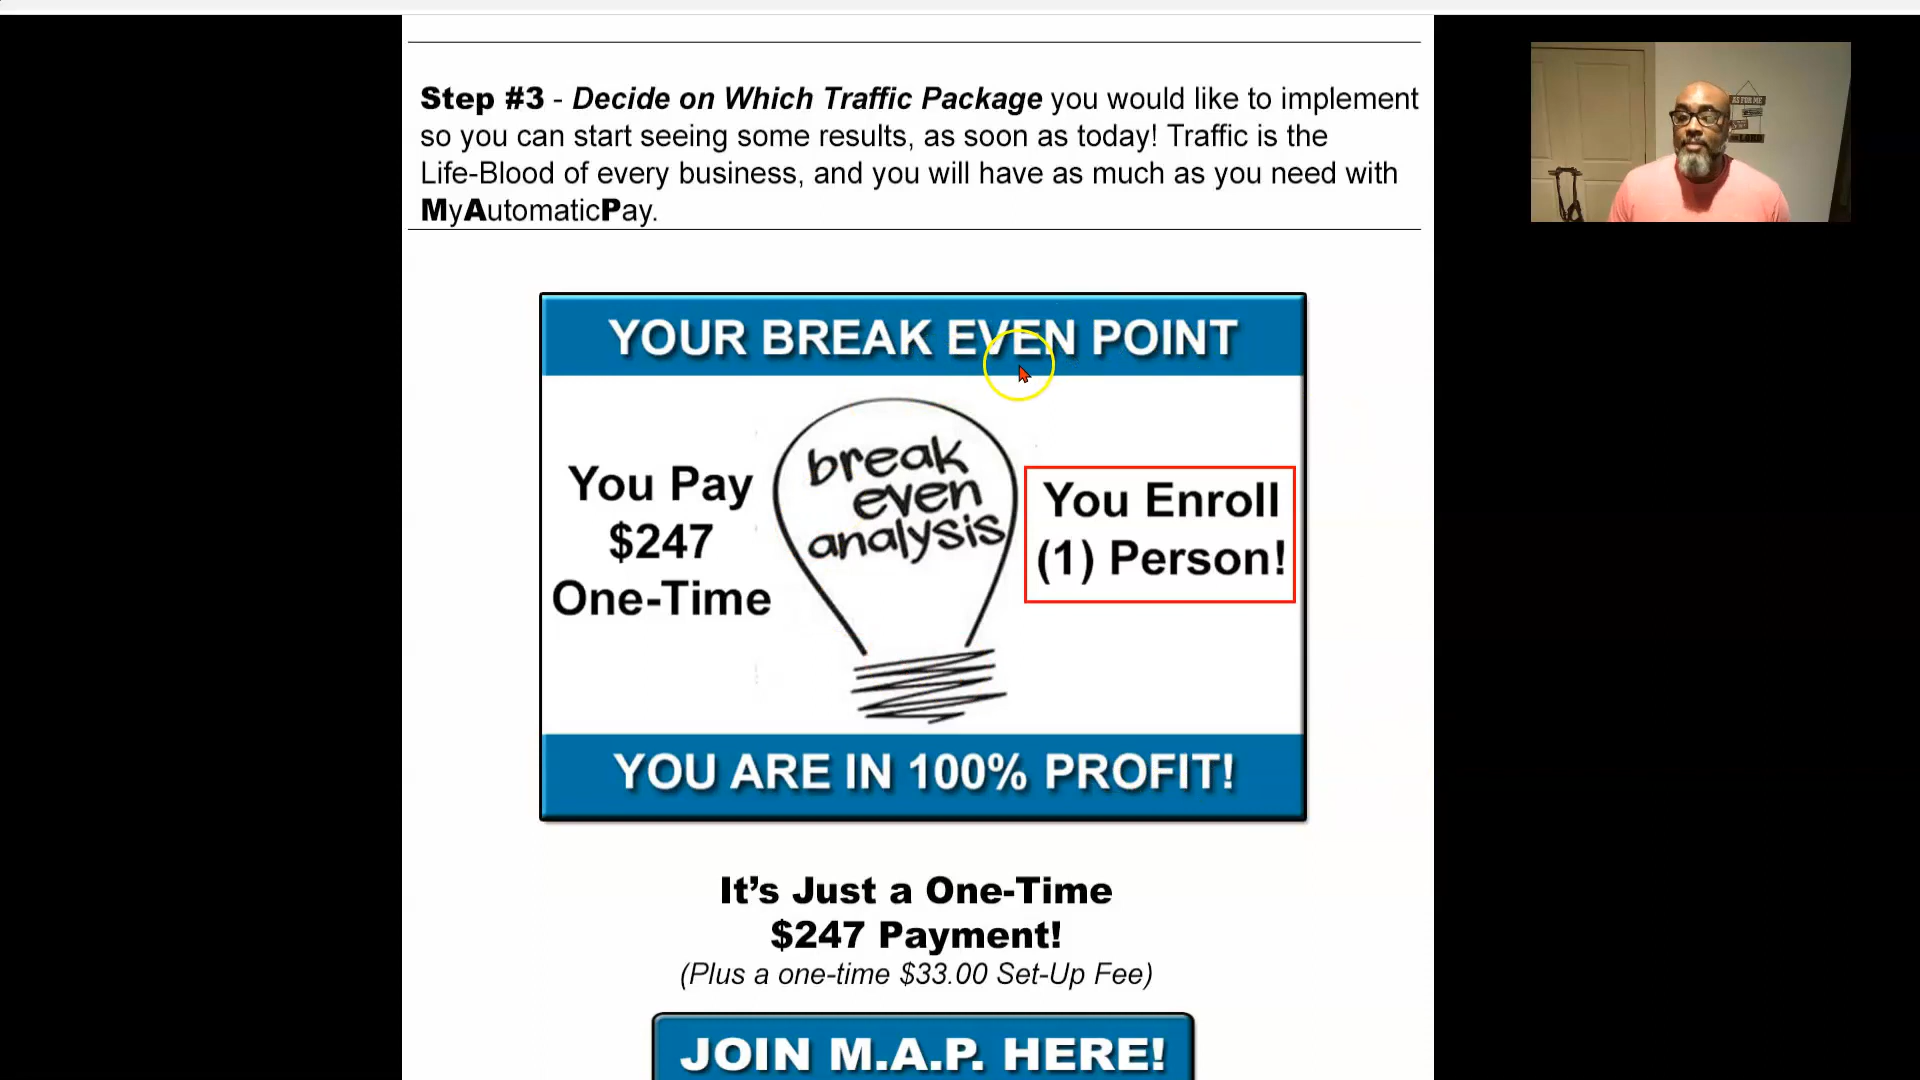 Step #3 - Decide on Which Traffic Package you would like to implement
so you can start seeing some results, as soon as today! Traffic is the
Life-Blood of every business, and you will have as much as you need with
MyAutomaticPay.
YOUR BREAK EVEN POINT
You Pay
$247
One-Time
break
even
analysis
You Enroll
(1) Person!
YOU ARE IN 100% PROFIT!
It’s Just a One-Time
$247 Payment!
(Plus a one-time $33.00 Set-Up Fee)
JOIN M.A.P. HERE!
AS FOR ME